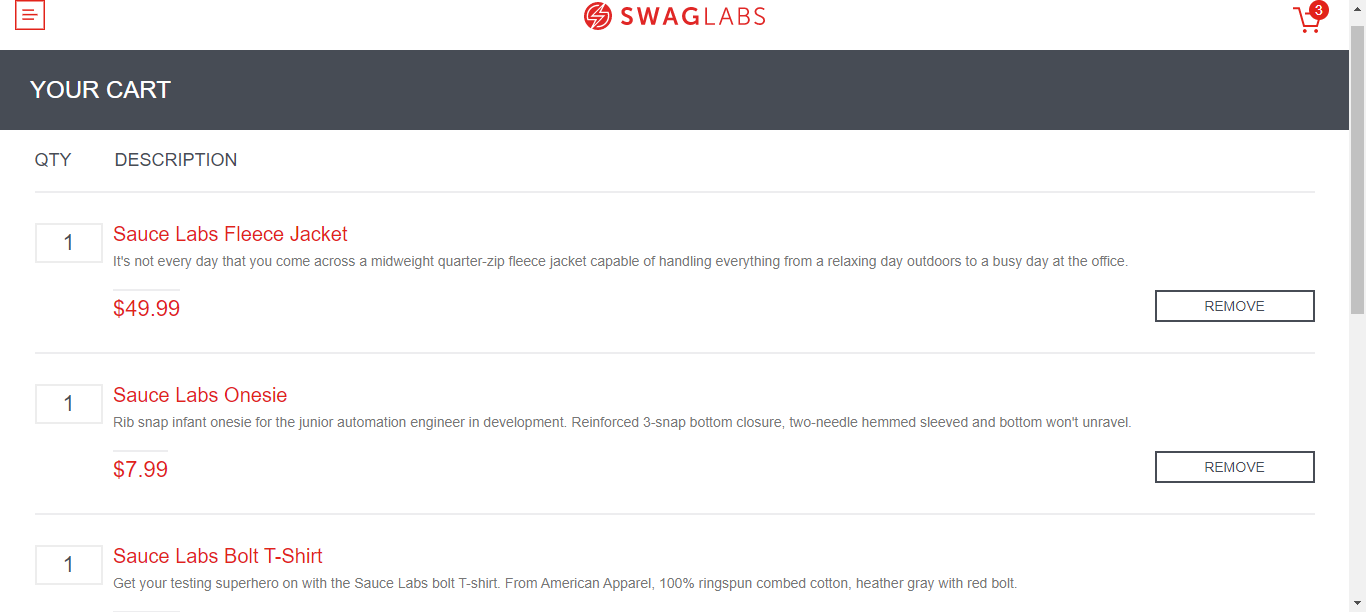 SWAGLABS
3
YOUR CART
QTY DESCRIPTION
1
Sauce Labs Fleece Jacket
It's not every day that you come across a midweight quarter-zip fleece jacket capable of handling everything from a relaxing day outdoors to a busy day at the office.
$49.99
REMOVE
1
Sauce Labs Onesie
Rib snap infant onesie for the junior automation engineer in development. Reinforced 3-snap bottom closure, two-needle hemmed sleeved and bottom won't unravel.
$7.99
REMOVE
1
Sauce Labs Bolt T-Shirt
Get your testing superhero on with the Sauce Labs bolt T-shirt. From American Apparel, 100% ringspun combed cotton, heather gray with red bolt.